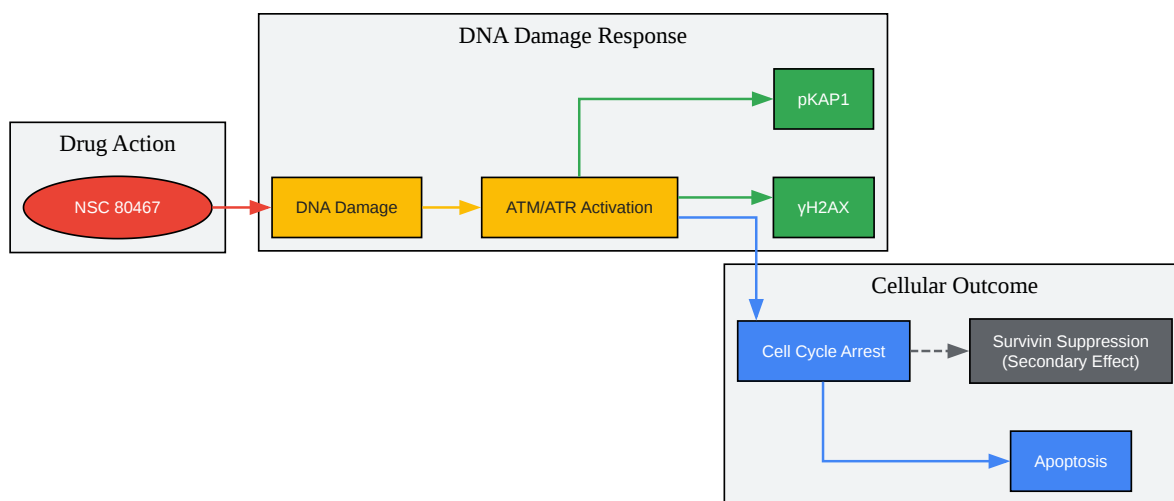 DNA Damage Response
pKAP1
Drug Action
NSC 80467
DNA Damage
ATM/ATR Activation
γH2AX
Cellular Outcome
Cell Cycle Arrest
Survivin Suppression
(Secondary Effect)
Apoptosis